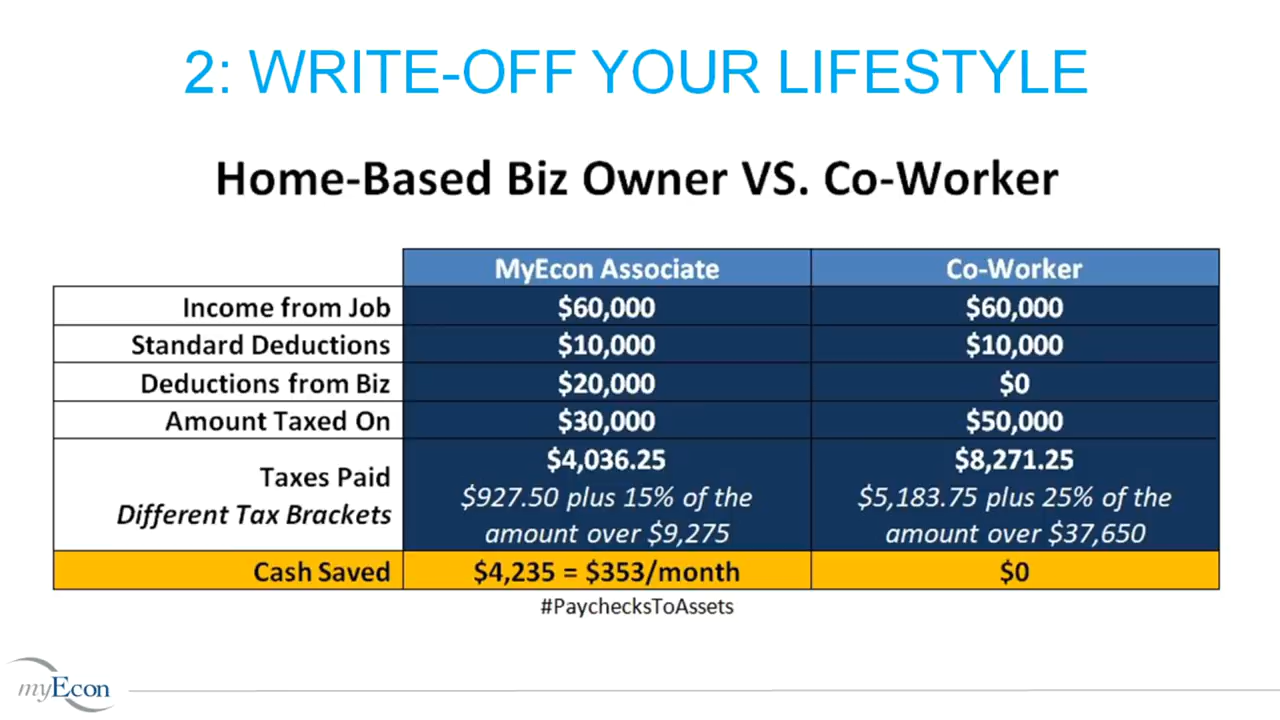 2: WRITE-OFF YOUR LIFESTYLE
Home-Based Biz Owner VS. Co-Worker
MyEcon Associate Co-Worker
Income from Job $60,000 $60,000
Standard Deductions $10,000 $10,000
Deductions from Biz $20,000 $0
Amount Taxed On $30,000 $50,000
Taxes Paid $4,036.25 $8,271.25
Different Tax Brackets $927.50 plus 15% of the $5,183.75 plus 25% of the
amount over $9,275 amount over $37,650
Cash Saved $4,235 = $353/month $0
#PaychecksToAssets
myEcon